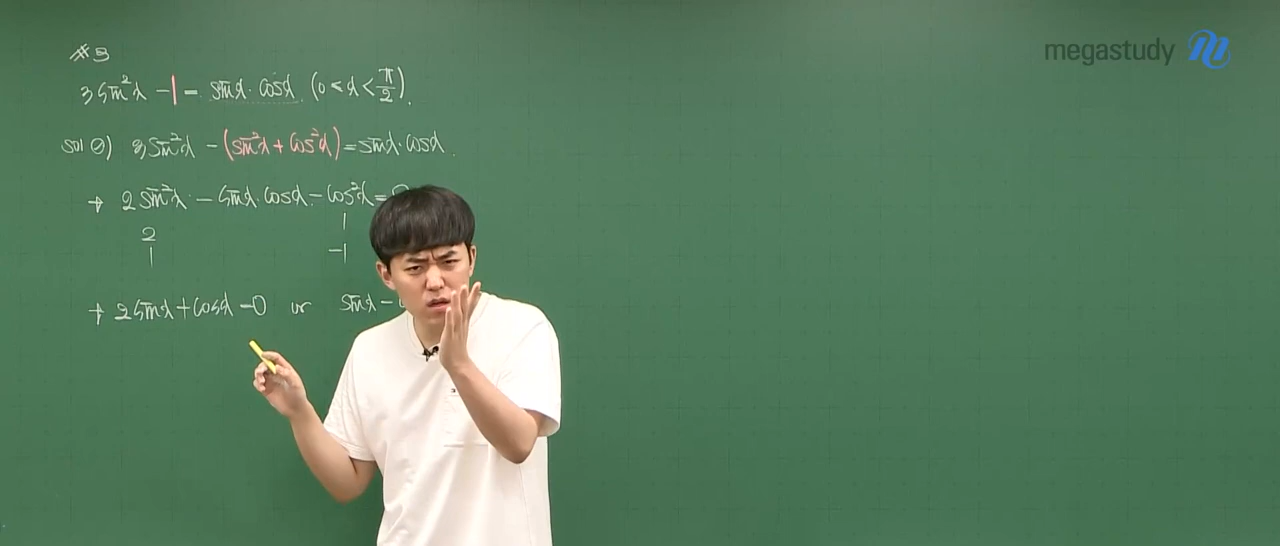 megastudy
#3
3sin²α - 1 = sinα · cosα (0 < α < π/2).
sol ②) 3sin²α - (sin²α + cos²α) = sinα · cosα.
→ 2sin²α - sinα · cosα - cos²α =
2 1
1 -1
→ 2sinα + cosα = 0 or sinα -